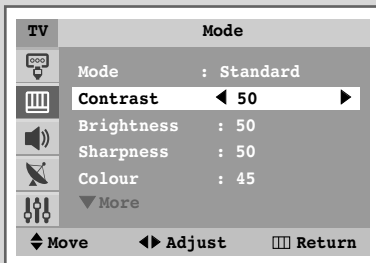 TV Mode
Mode : Standard
Contrast ◀ 50 ▶
Brightness : 50
Sharpness : 50
Colour : 45
▼More
Move Adjust Return